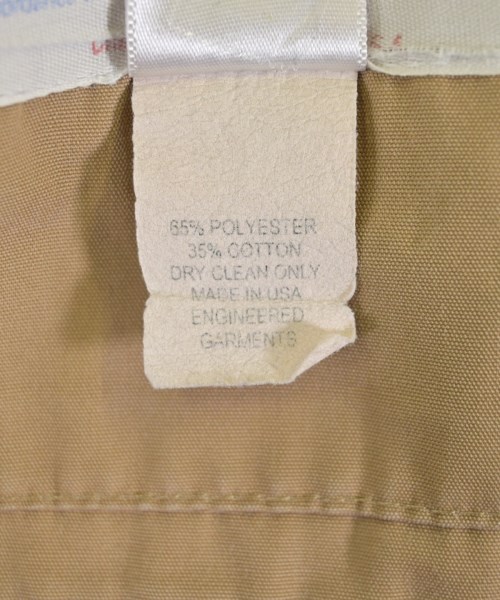 65% POLYESTER
35% COTTON
DRY CLEAN ONLY
MADE IN USA
ENGINEERED
GARMENTS